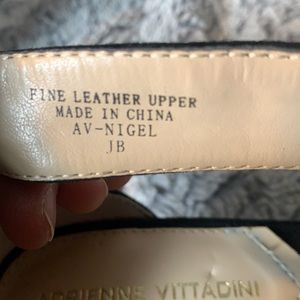 FINE LEATHER UPPER
MADE IN CHINA
AV-NIGEL
JB
ADRIENNE VITTADINI